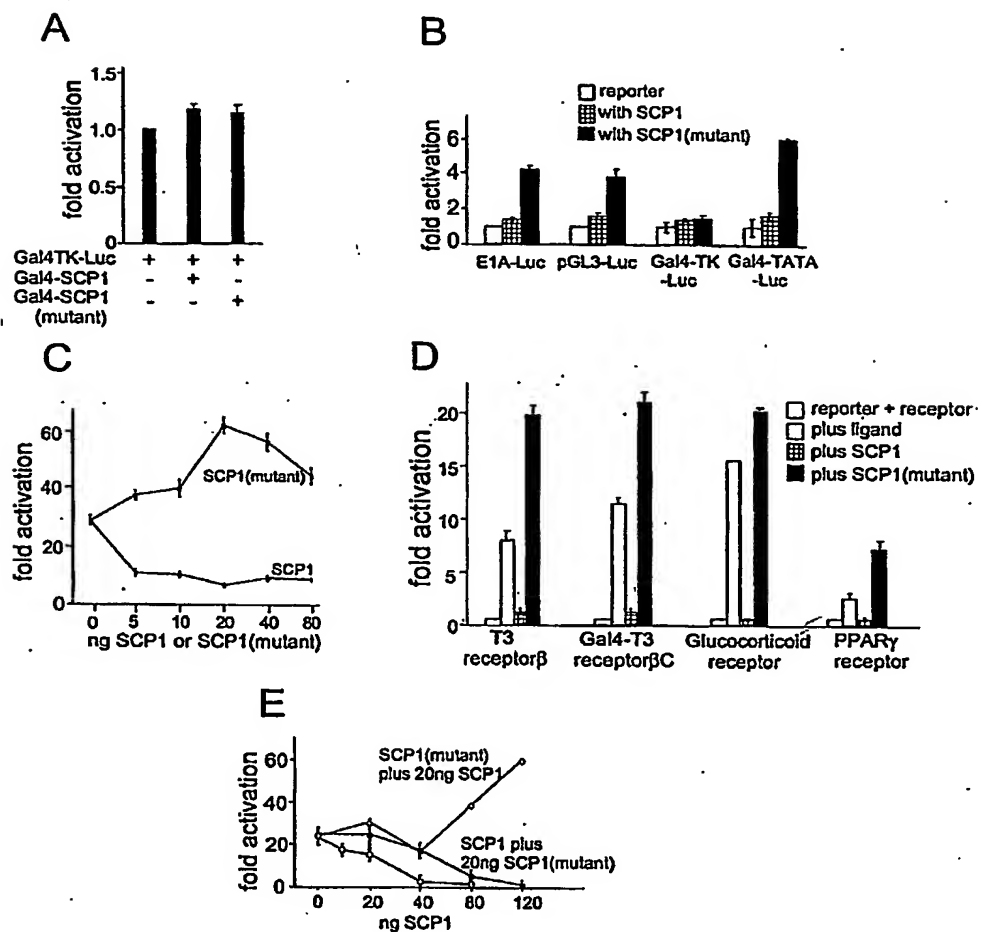 A
fold activation
1.5
1.0
0.5
0
Gal4TK-Luc + + +
Gal4-SCP1 - + -
Gal4-SCP1 - - +
(mutant)
B
reporter
with SCP1
with SCP1(mutant)
fold activation
6
4
2
0
E1A-Luc pGL3-Luc Gal4-TK Gal4-TATA
-Luc -Luc
C
fold activation
60
40
20
0
SCP1(mutant)
SCP1
0 5 10 20 40 80
ng SCP1 or SCP1(mutant)
D
fold activation
20
15
10
5
0
reporter + receptor
plus ligand
plus SCP1
plus SCP1(mutant)
T3 Gal4-T3 Glucocorticoid PPARγ
receptorβ receptorβC receptor receptor
E
fold activation
60
40
20
0
SCP1(mutant)
plus 20ng SCP1
SCP1 plus
20ng SCP1(mutant)
0 20 40 80 120
ng SCP1